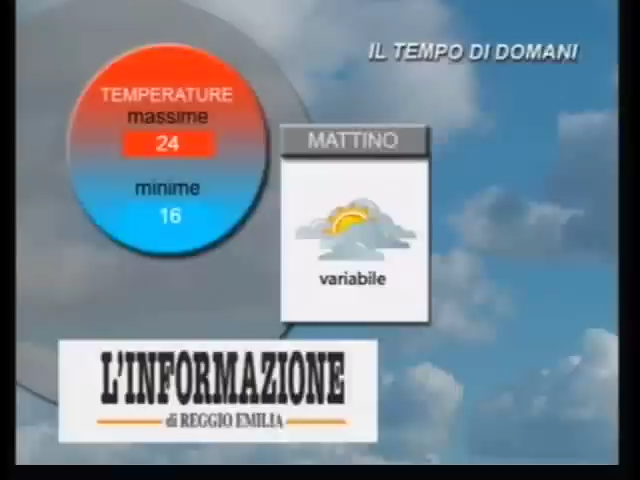 IL TEMPO DI DOMANI
TEMPERATURE
massime
24
minime
16
MATTINO
variabile
L'INFORMAZIONE
di REGGIO EMILIA